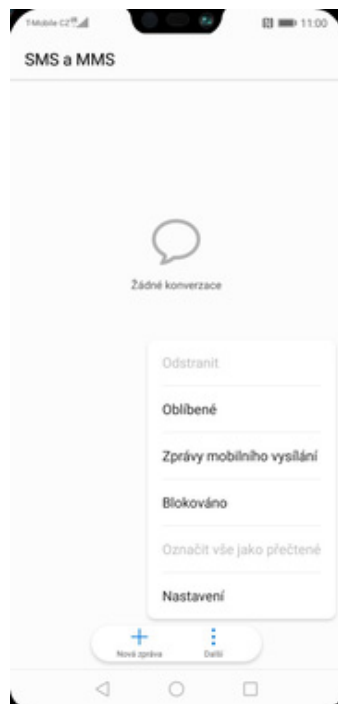 T-Mobile CZ
11:00
SMS a MMS
Žádné konverzace
Odstranit
Oblíbené
Zprávy mobilního vysílání
Blokováno
Označit vše jako přečtené
Nastavení
Nová zpráva Další